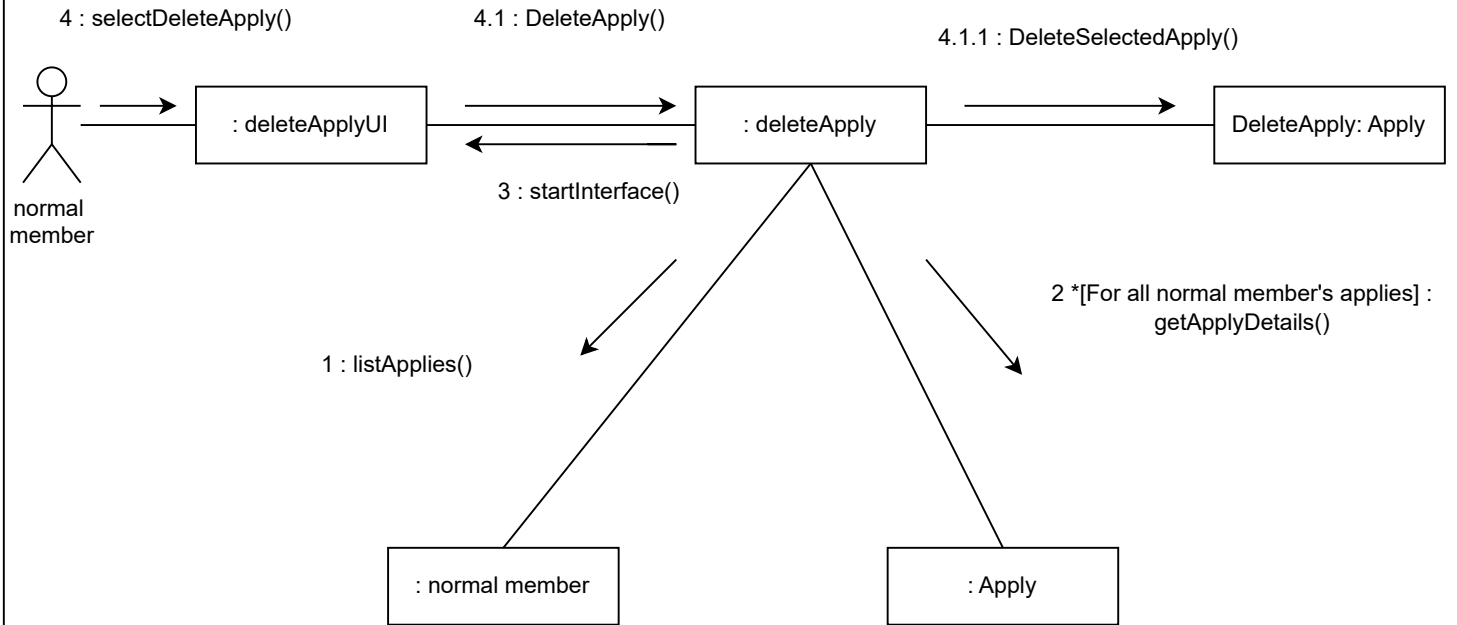 4 : selectDeleteApply()
4.1 : DeleteApply()
4.1.1 : DeleteSelectedApply()
: deleteApplyUI
: deleteApply
DeleteApply: Apply
3 : startInterface()
normal
member
2 *[For all normal member's applies] :
getApplyDetails()
1 : listApplies()
: normal member
: Apply